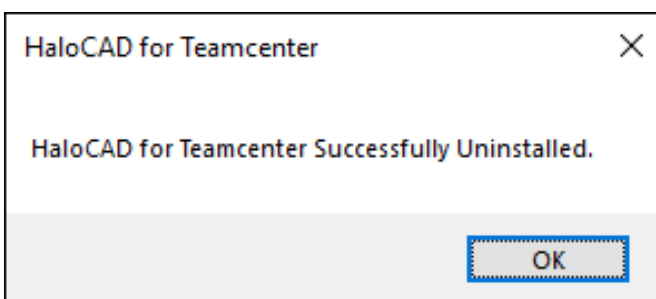 HaloCAD for Teamcenter
HaloCAD for Teamcenter Successfully Uninstalled.
OK